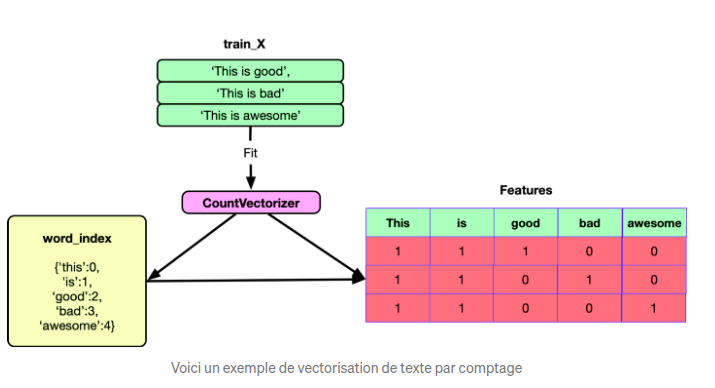 train_X
'This is good',
'This is bad'
'This is awesome'
Fit
CountVectorizer
word_index
{'this':0,
'is':1,
'good':2,
'bad':3,
'awesome':4}
Features
This is good bad awesome
1 1 1 0 0
1 1 0 1 0
1 1 0 0 1
Voici un exemple de vectorisation de texte par comptage